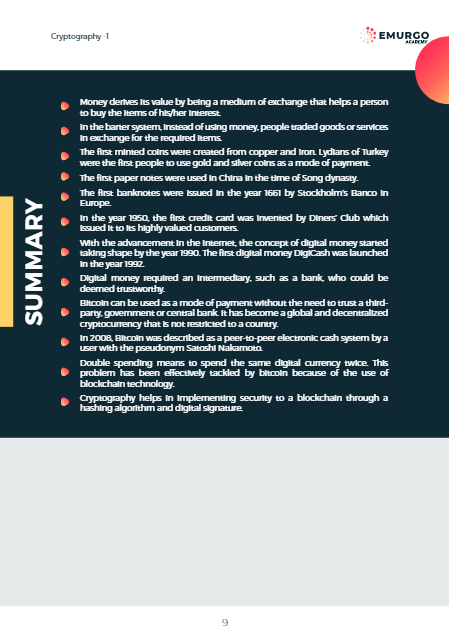 Cryptography -1
EMURGO
ACADEMY
SUMMARY
Money derives its value by being a medium of exchange that helps a person
to buy the items of his/her interest.
In the barter system, instead of using money, people traded goods or services
in exchange for the required items.
The first minted coins were created from copper and iron. Lydians of Turkey
were the first people to use gold and silver coins as a mode of payment.
The first paper notes were used in China in the time of Song dynasty.
The first banknotes were issued in the year 1661 by Stockholm's Banco in
Europe.
In the year 1950, the first credit card was invented by Diners' Club which
issued it to its highly valued customers.
With the advancement in the internet, the concept of digital money started
taking shape by the year 1990. The first digital money DigiCash was launched
in the year 1992.
Digital money required an intermediary, such as a bank, who could be
deemed trustworthy.
Bitcoin can be used as a mode of payment without the need to trust a third-
party, government or central bank. It has become a global and decentralized
cryptocurrency that is not restricted to a country.
In 2008, Bitcoin was described as a peer-to-peer electronic cash system by a
user with the pseudonym Satoshi Nakamoto.
Double spending means to spend the same digital currency twice. This
problem has been effectively tackled by bitcoin because of the use of
blockchain technology.
Cryptography helps in implementing security to a blockchain through a
hashing algorithm and digital signature.
9